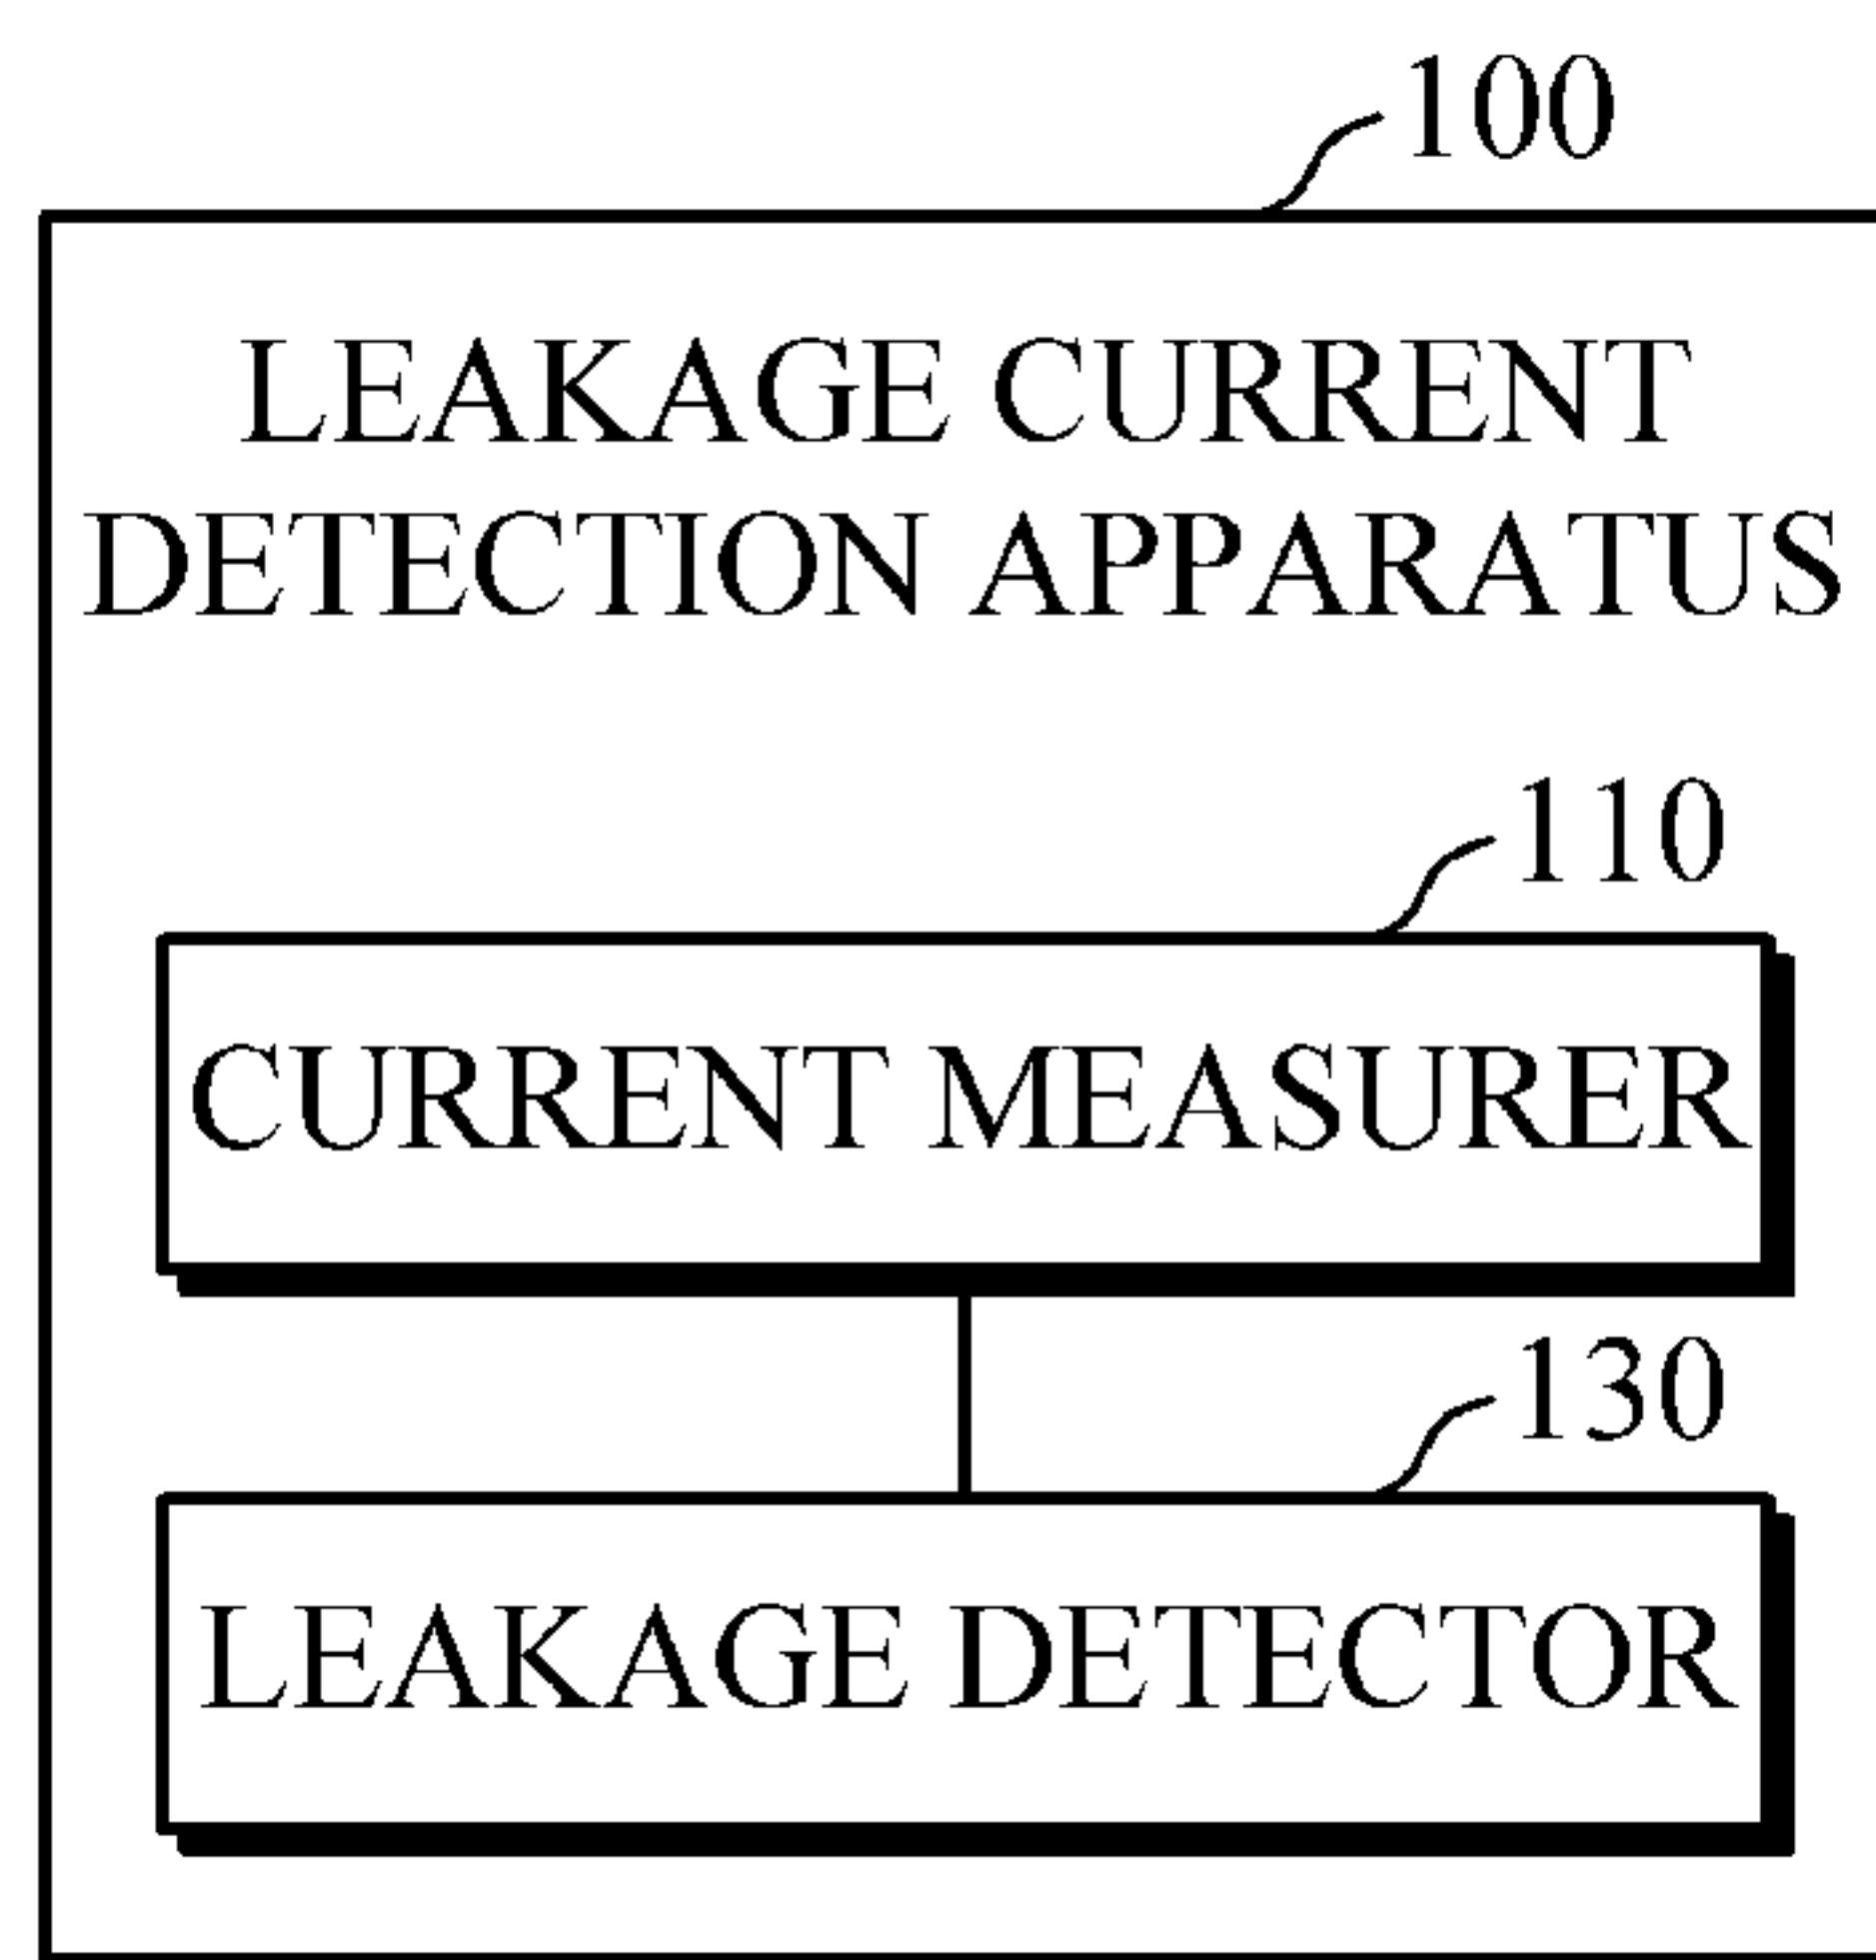 100
LEAKAGE CURRENT
DETECTION APPARATUS
110
CURRENT MEASURER
130
LEAKAGE DETECTOR